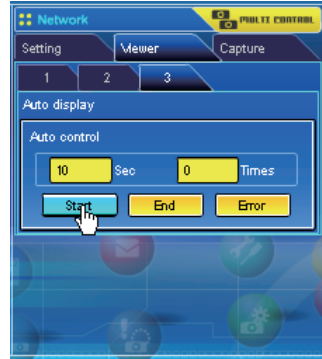 Network MULTI CONTROL
Setting Viewer Capture
1 2 3
Auto display
Auto control
10 Sec 0 Times
Start End Error